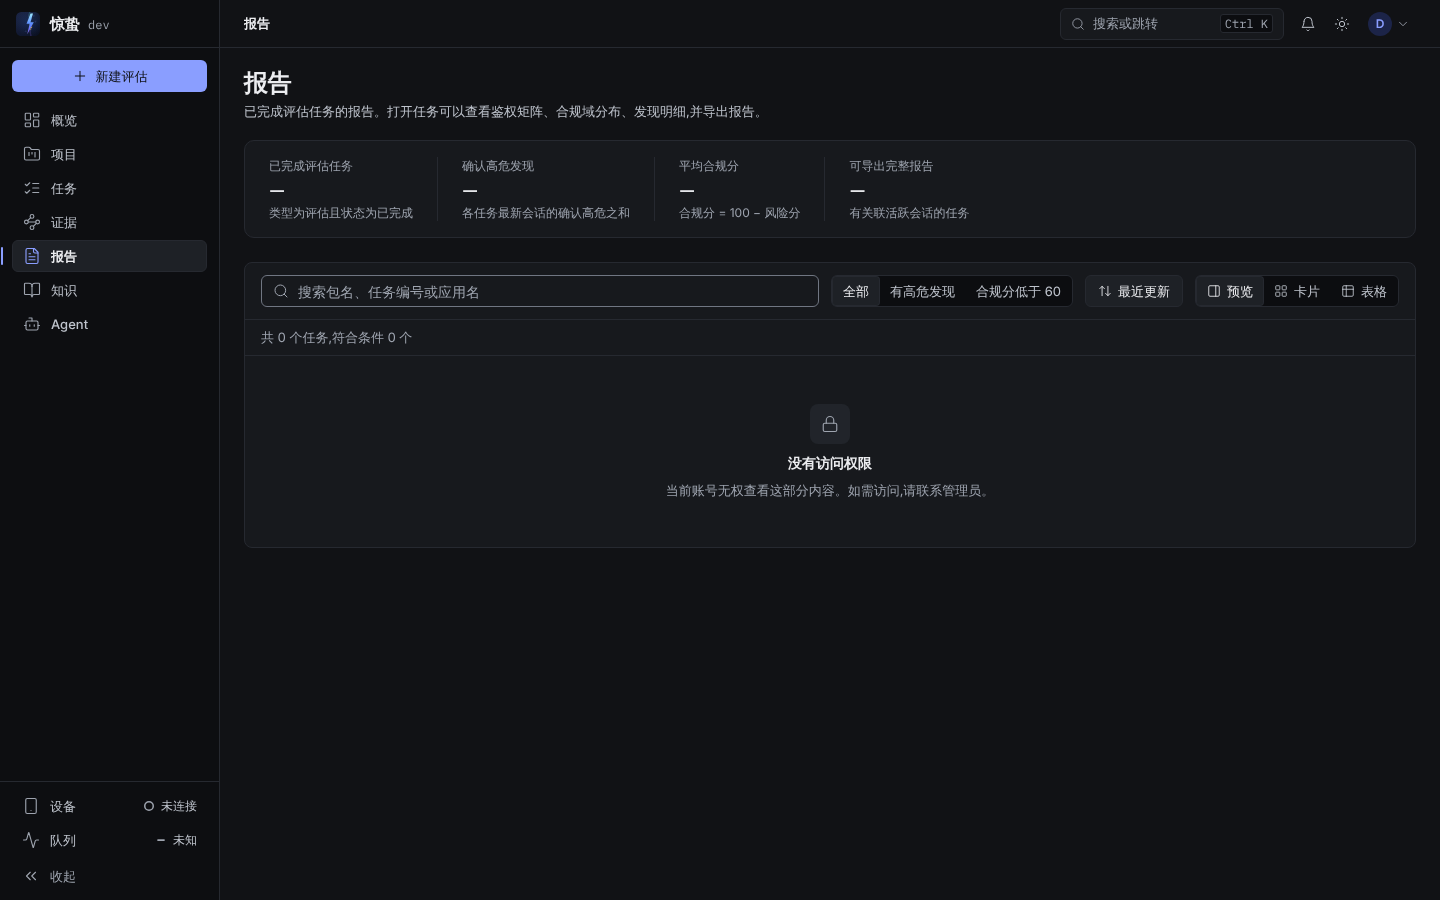 惊蛰 dev
报告
搜索或跳转 Ctrl K
D
新建评估
概览
项目
任务
证据
报告
知识
Agent
设备 未连接
队列 未知
收起
报告
已完成评估任务的报告。打开任务可以查看鉴权矩阵、合规域分布、发现明细,并导出报告。
已完成评估任务
—
类型为评估且状态为已完成
确认高危发现
—
各任务最新会话的确认高危之和
平均合规分
—
合规分 = 100 − 风险分
可导出完整报告
—
有关联活跃会话的任务
搜索包名、任务编号或应用名
全部 有高危发现 合规分低于 60
最近更新
预览 卡片 表格
共 0 个任务,符合条件 0 个
没有访问权限
当前账号无权查看这部分内容。如需访问,请联系管理员。